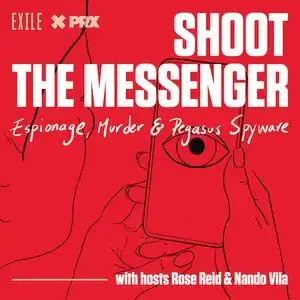 EXILE X PRX
SHOOT
THE MESSENGER
Espionage, Murder & Pegasus Spyware
with hosts Rose Reid & Nando Vila